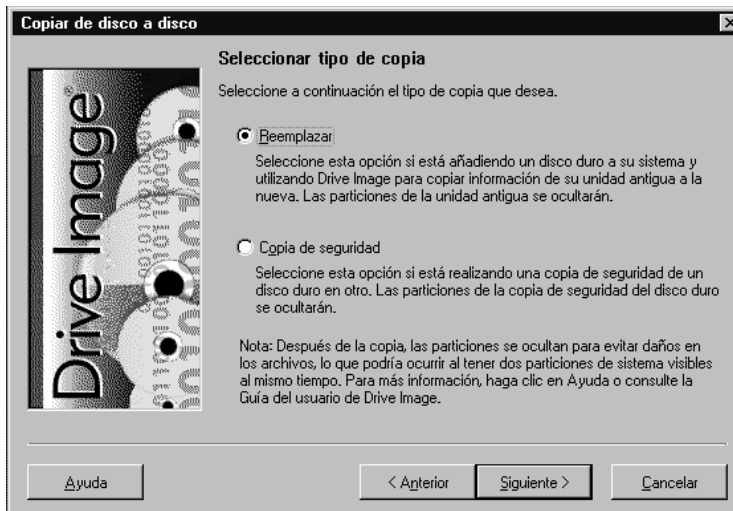 Copiar de disco a disco
Seleccionar tipo de copia
Seleccione a continuación el tipo de copia que desea.
Reemplazar
Seleccione esta opción si está añadiendo un disco duro a su sistema y
utilizando Drive Image para copiar información de su unidad antigua a la
nueva. Las particiones de la unidad antigua se ocultarán.
Copia de seguridad
Seleccione esta opción si está realizando una copia de seguridad de un
disco duro en otro. Las particiones de la copia de seguridad del disco duro
se ocultarán.
Nota: Después de la copia, las particiones se ocultan para evitar daños en
los archivos, lo que podría ocurrir al tener dos particiones de sistema visibles
al mismo tiempo. Para más información, haga clic en Ayuda o consulte la
Guía del usuario de Drive Image.
Drive Image®
Ayuda
< Anterior
Siguiente >
Cancelar